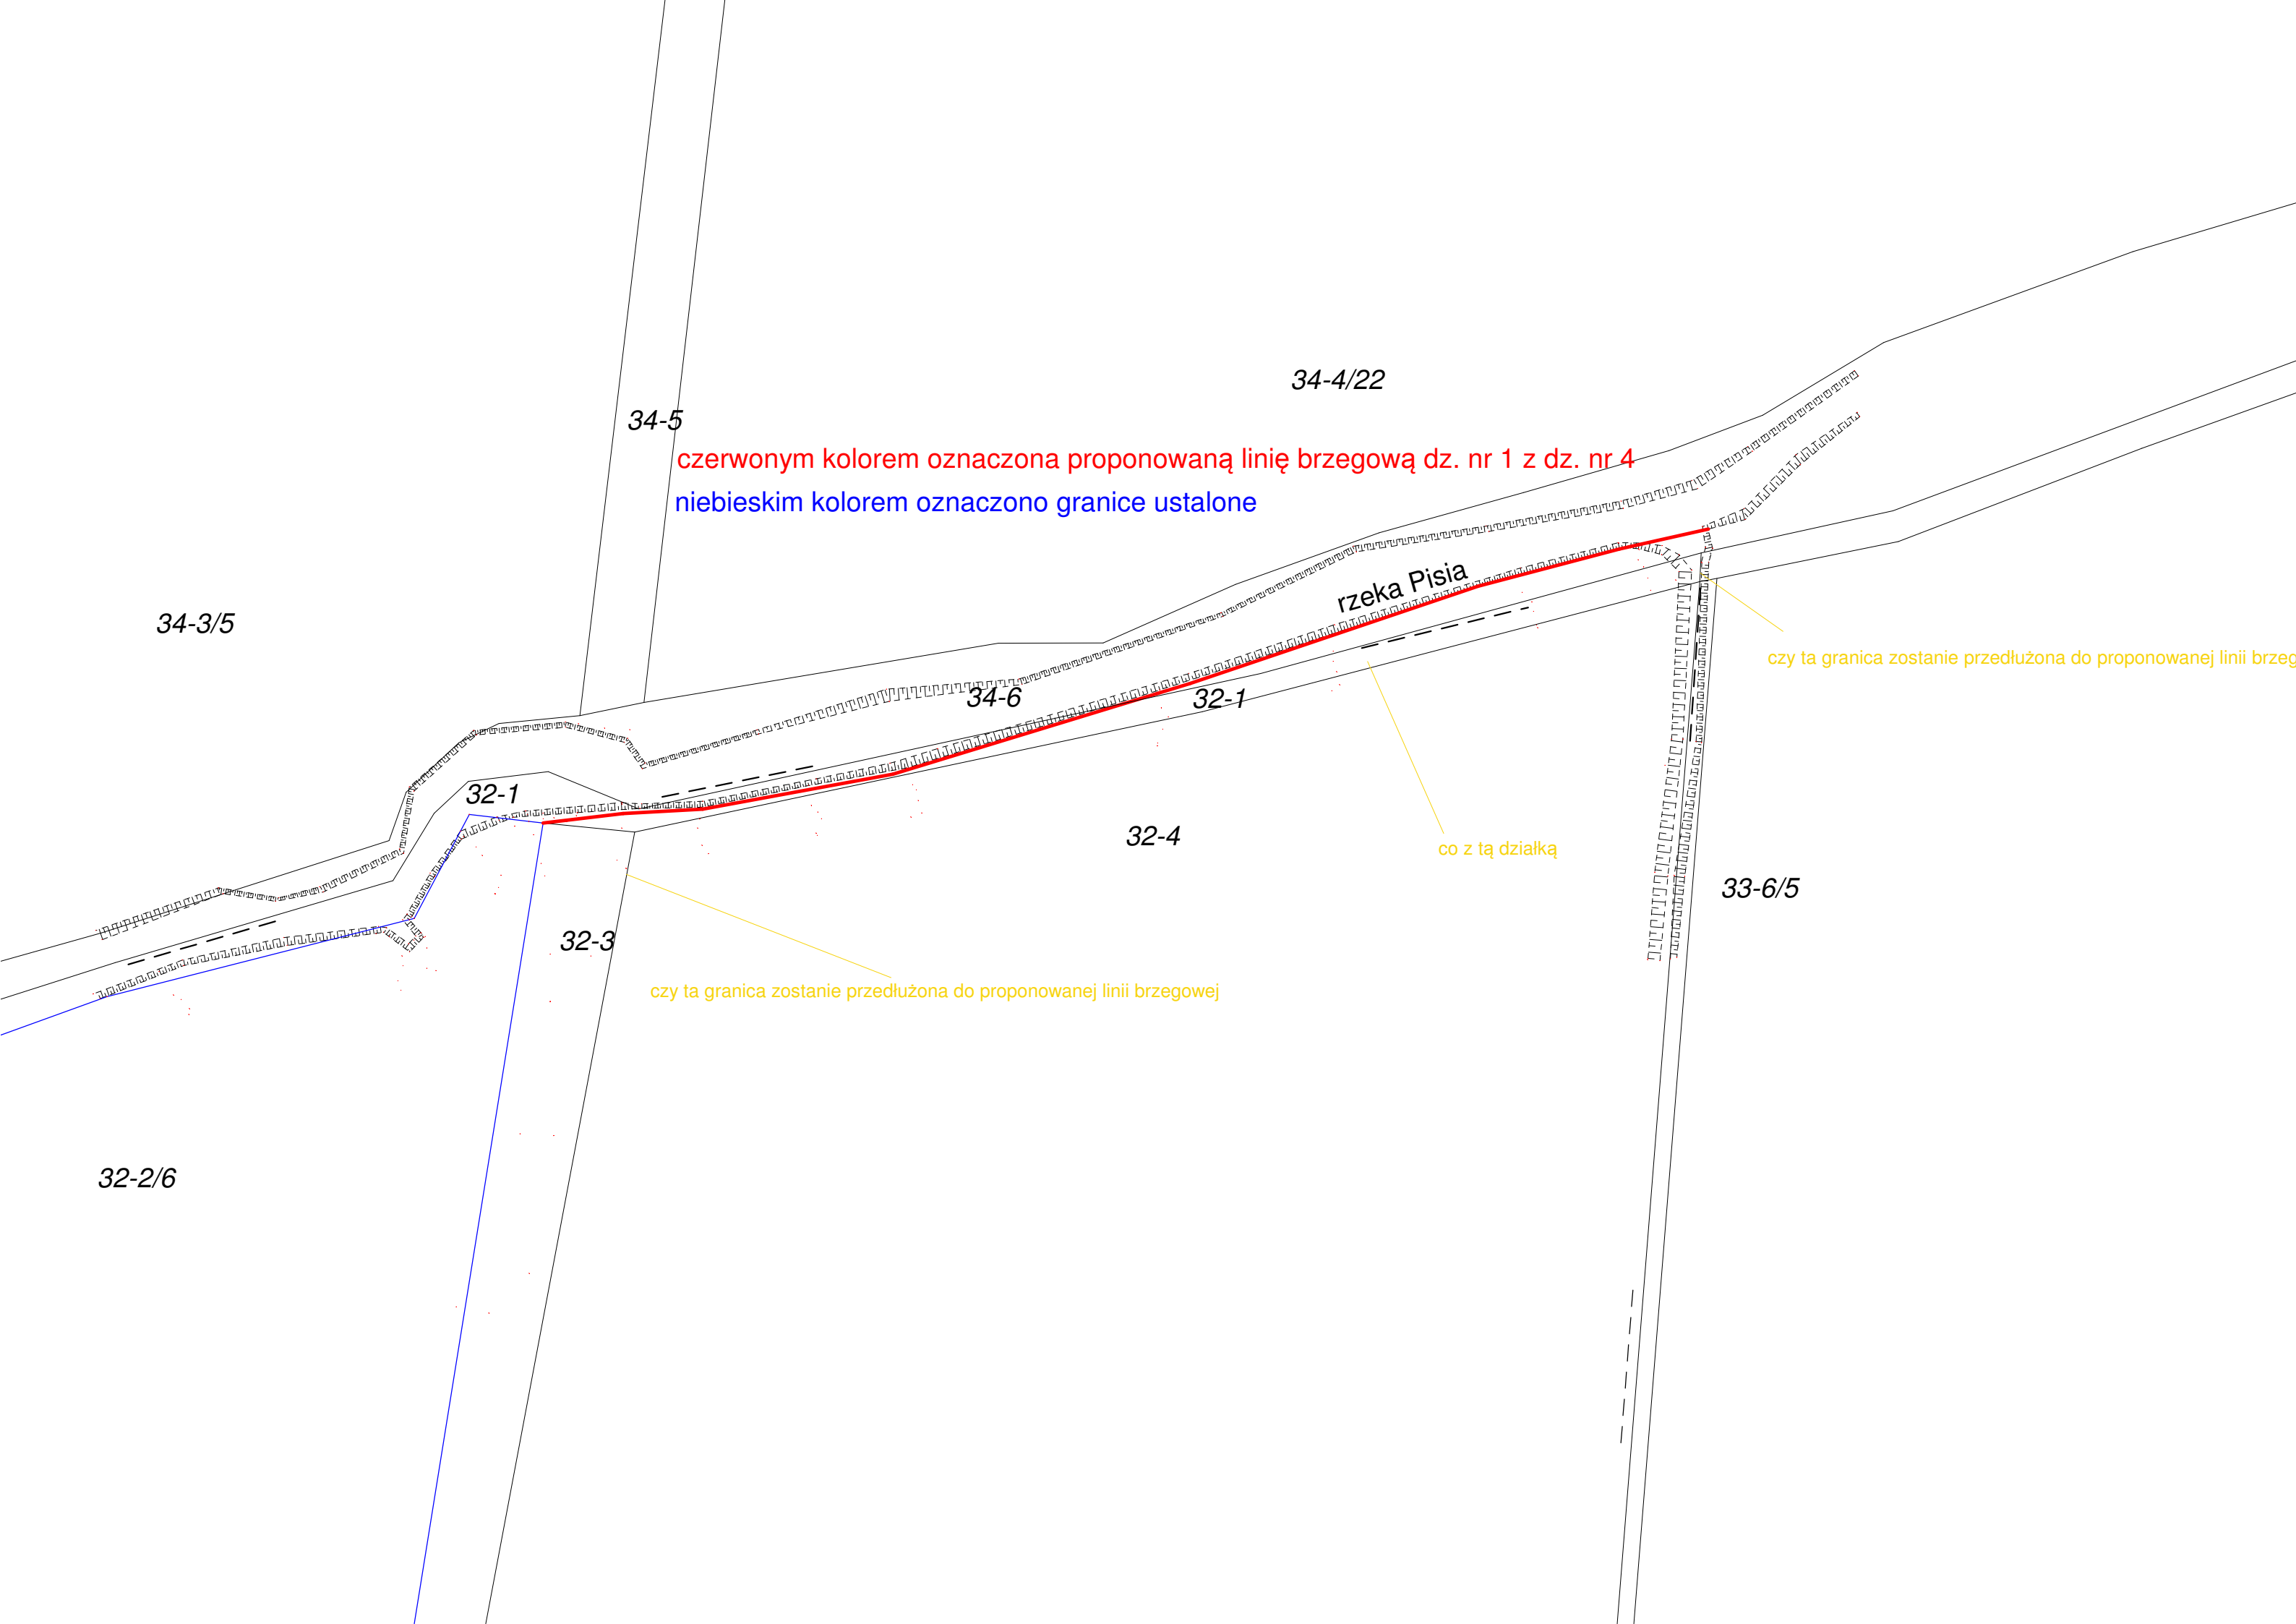 34-4/22
34-5
czerwonym kolorem oznaczona proponowaną linię brzegową dz. nr 1 z dz. nr 4
niebieskim kolorem oznaczono granice ustalone
rzeka Pisia
34-3/5
czy ta granica zostanie przedłużona do proponowanej linii brzeg
34-6
32-1
32-1
32-4
co z tą działką
33-6/5
32-3
czy ta granica zostanie przedłużona do proponowanej linii brzegowej
32-2/6